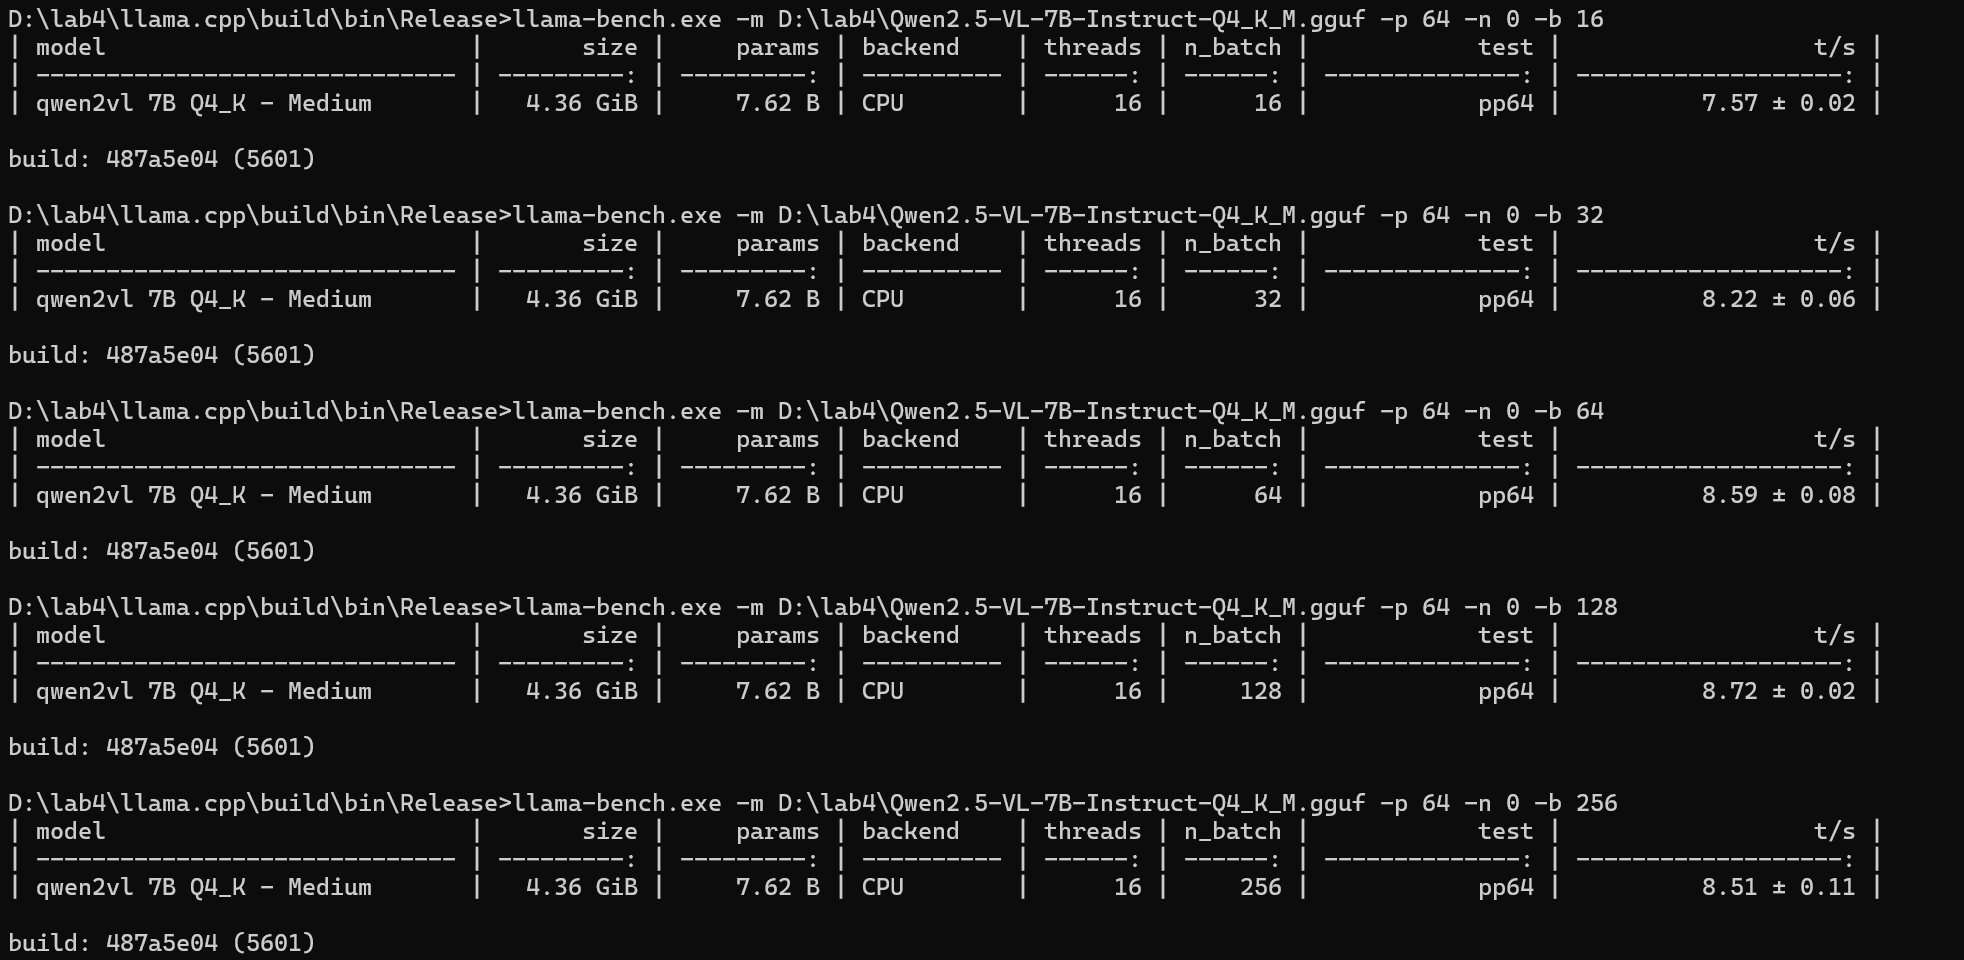 D:\lab4\llama.cpp\build\bin\Release>llama-bench.exe -m D:\lab4\Qwen2.5-VL-7B-Instruct-Q4_K_M.gguf -p 64 -n 0 -b 16
| model                          |       size |     params | backend    | threads | n_batch |            test |                  t/s |
| ------------------------------ | ---------: | ---------: | ---------- | ------: | ------: | --------------: | -------------------: |
| qwen2vl 7B Q4_K - Medium       |   4.36 GiB |     7.62 B | CPU        |      16 |      16 |            pp64 |          7.57 ± 0.02 |
build: 487a5e04 (5601)
D:\lab4\llama.cpp\build\bin\Release>llama-bench.exe -m D:\lab4\Qwen2.5-VL-7B-Instruct-Q4_K_M.gguf -p 64 -n 0 -b 32
| model                          |       size |     params | backend    | threads | n_batch |            test |                  t/s |
| ------------------------------ | ---------: | ---------: | ---------- | ------: | ------: | --------------: | -------------------: |
| qwen2vl 7B Q4_K - Medium       |   4.36 GiB |     7.62 B | CPU        |      16 |      32 |            pp64 |          8.22 ± 0.06 |
build: 487a5e04 (5601)
D:\lab4\llama.cpp\build\bin\Release>llama-bench.exe -m D:\lab4\Qwen2.5-VL-7B-Instruct-Q4_K_M.gguf -p 64 -n 0 -b 64
| model                          |       size |     params | backend    | threads | n_batch |            test |                  t/s |
| ------------------------------ | ---------: | ---------: | ---------- | ------: | ------: | --------------: | -------------------: |
| qwen2vl 7B Q4_K - Medium       |   4.36 GiB |     7.62 B | CPU        |      16 |      64 |            pp64 |          8.59 ± 0.08 |
build: 487a5e04 (5601)
D:\lab4\llama.cpp\build\bin\Release>llama-bench.exe -m D:\lab4\Qwen2.5-VL-7B-Instruct-Q4_K_M.gguf -p 64 -n 0 -b 128
| model                          |       size |     params | backend    | threads | n_batch |            test |                  t/s |
| ------------------------------ | ---------: | ---------: | ---------- | ------: | ------: | --------------: | -------------------: |
| qwen2vl 7B Q4_K - Medium       |   4.36 GiB |     7.62 B | CPU        |      16 |     128 |            pp64 |          8.72 ± 0.02 |
build: 487a5e04 (5601)
D:\lab4\llama.cpp\build\bin\Release>llama-bench.exe -m D:\lab4\Qwen2.5-VL-7B-Instruct-Q4_K_M.gguf -p 64 -n 0 -b 256
| model                          |       size |     params | backend    | threads | n_batch |            test |                  t/s |
| ------------------------------ | ---------: | ---------: | ---------- | ------: | ------: | --------------: | -------------------: |
| qwen2vl 7B Q4_K - Medium       |   4.36 GiB |     7.62 B | CPU        |      16 |     256 |            pp64 |          8.51 ± 0.11 |
build: 487a5e04 (5601)